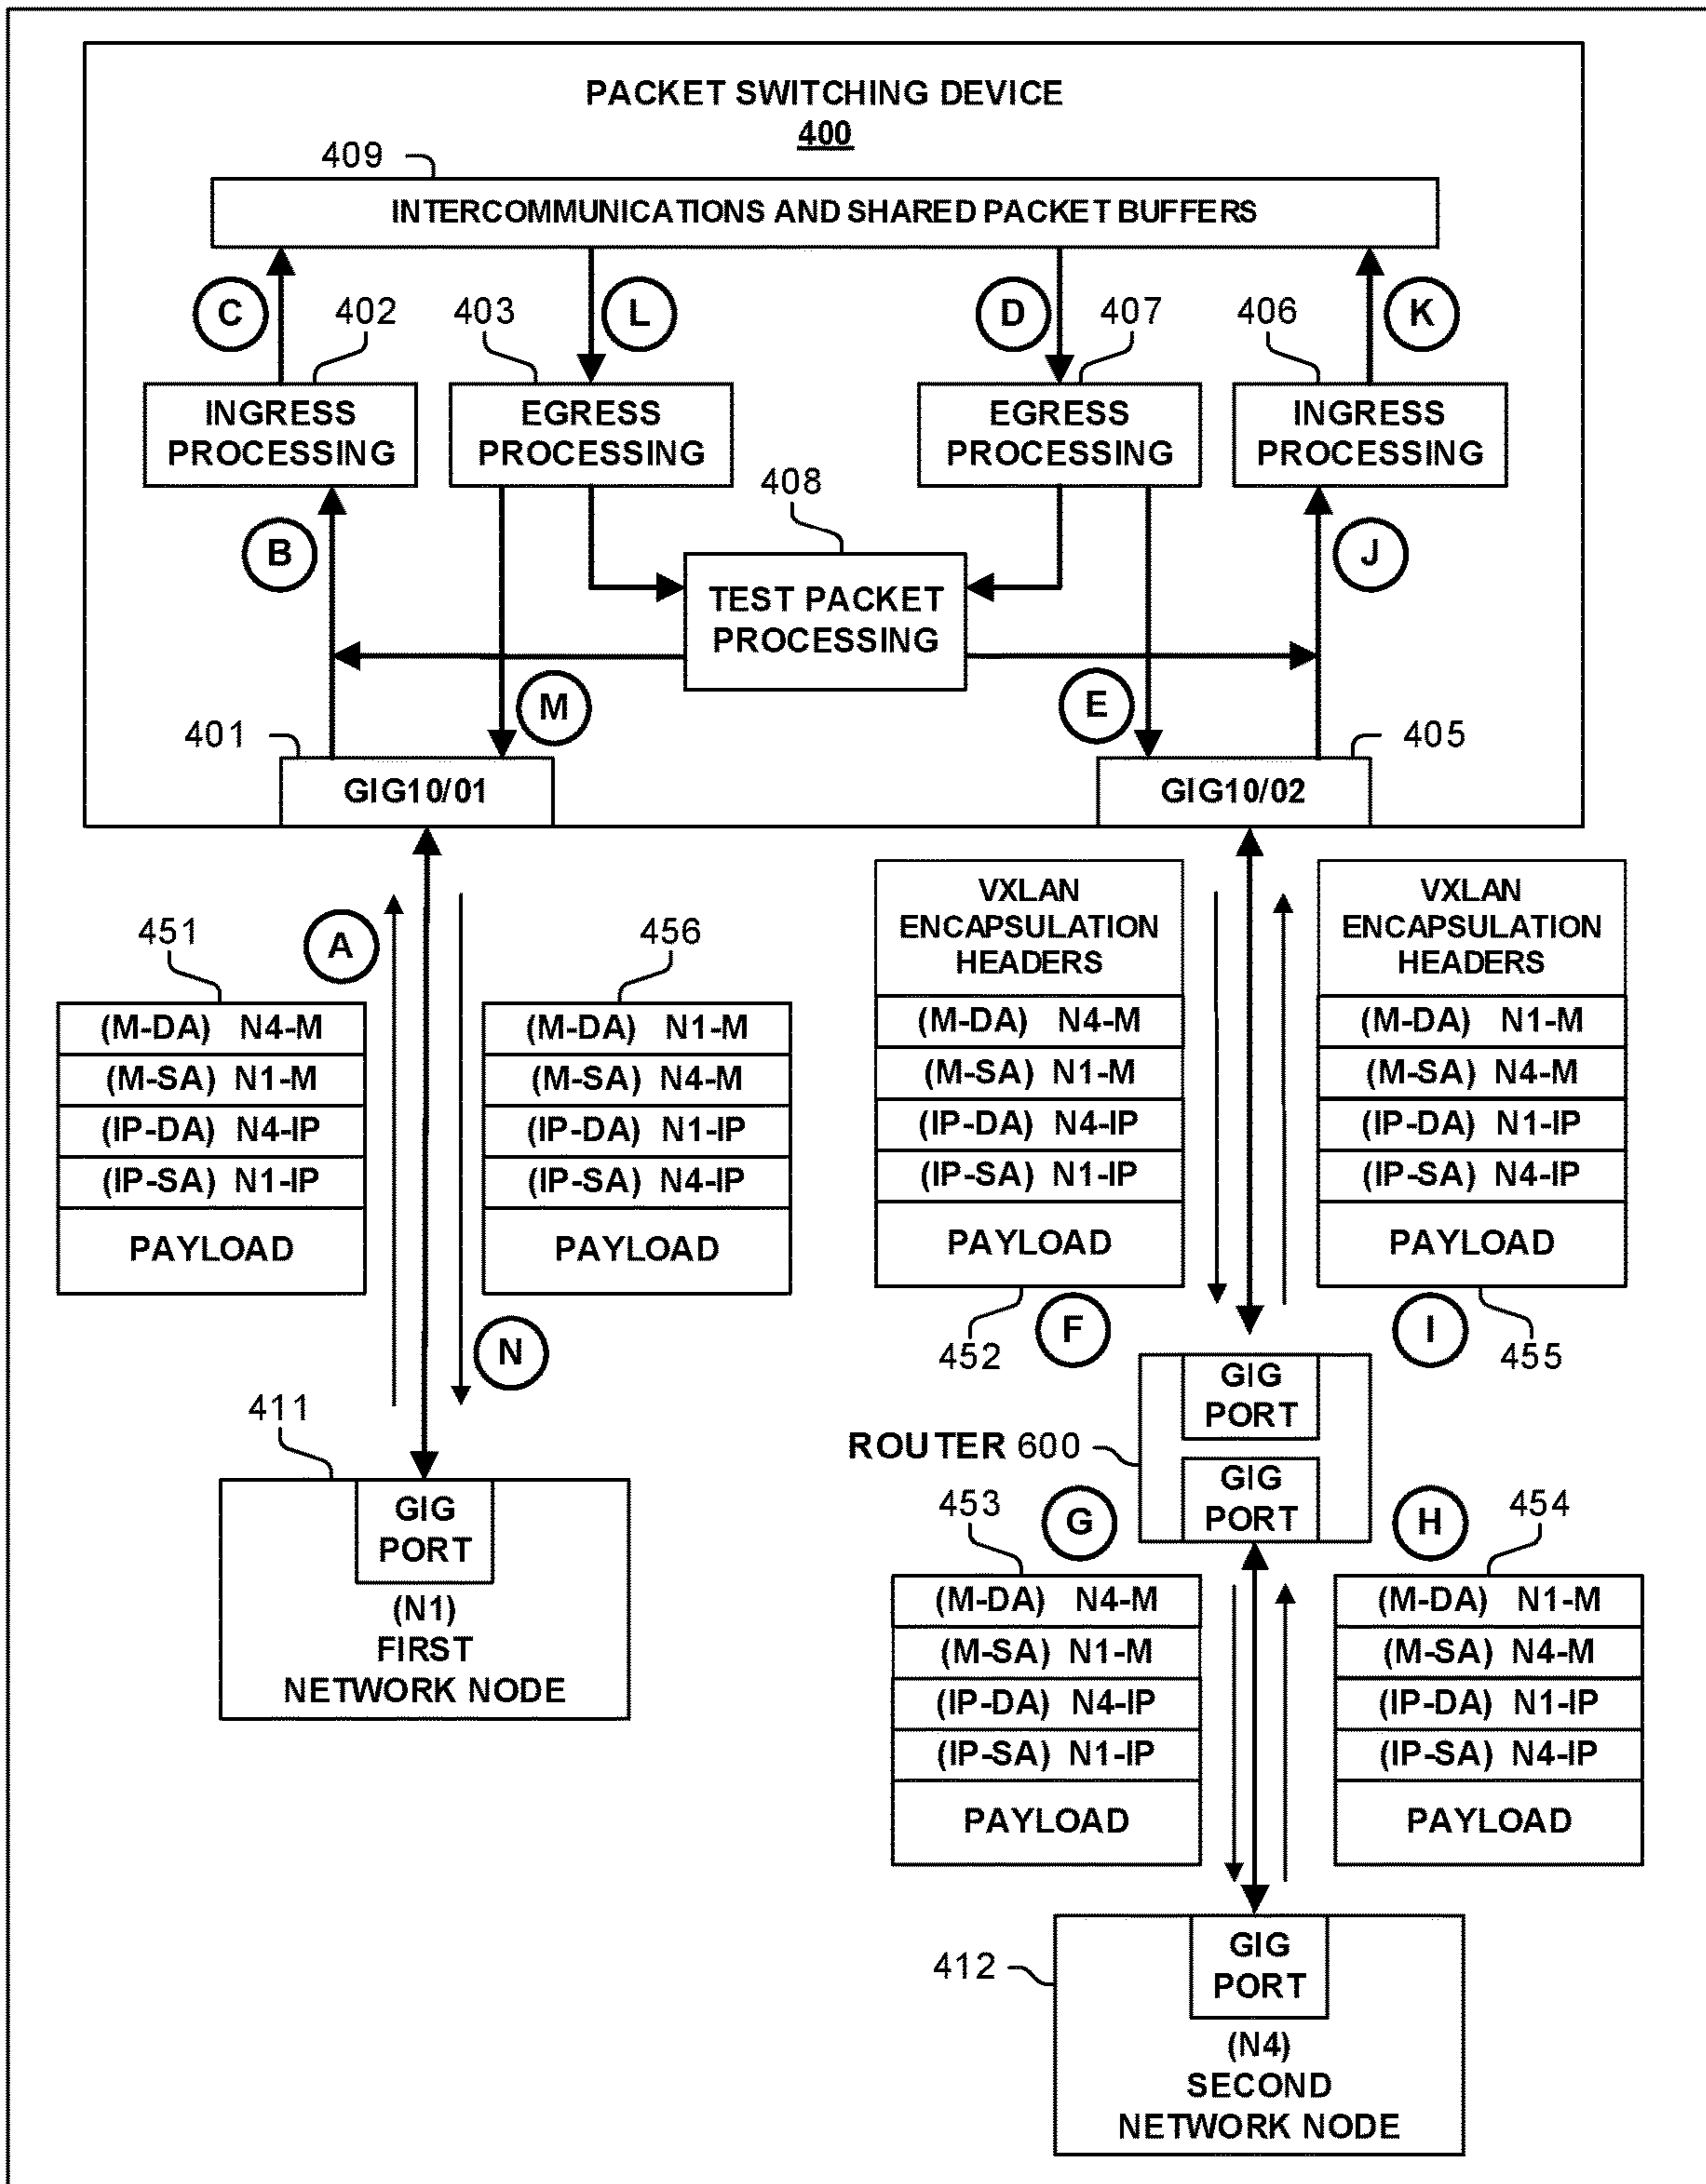 PACKET SWITCHING DEVICE
400
409
INTERCOMMUNICATIONS AND SHARED PACKET BUFFERS
C
402
403
L
D
407
406
K
INGRESS
PROCESSING
EGRESS
PROCESSING
EGRESS
PROCESSING
INGRESS
PROCESSING
408
B
J
TEST PACKET
PROCESSING
M
E
401
405
GIG10/01
GIG10/02
451
A
456
(M-DA) N4-M
(M-SA) N1-M
(IP-DA) N4-IP
(IP-SA) N1-IP
PAYLOAD
(M-DA) N1-M
(M-SA) N4-M
(IP-DA) N1-IP
(IP-SA) N4-IP
PAYLOAD
N
VXLAN
ENCAPSULATION
HEADERS
(M-DA) N4-M
(M-SA) N1-M
(IP-DA) N4-IP
(IP-SA) N1-IP
PAYLOAD
452
F
VXLAN
ENCAPSULATION
HEADERS
(M-DA) N1-M
(M-SA) N4-M
(IP-DA) N1-IP
(IP-SA) N4-IP
PAYLOAD
I
455
411
GIG
PORT
(N1)
FIRST
NETWORK NODE
GIG
PORT
ROUTER 600
GIG
PORT
453
G
H
454
(M-DA) N4-M
(M-SA) N1-M
(IP-DA) N4-IP
(IP-SA) N1-IP
PAYLOAD
(M-DA) N1-M
(M-SA) N4-M
(IP-DA) N1-IP
(IP-SA) N4-IP
PAYLOAD
412
GIG
PORT
(N4)
SECOND
NETWORK NODE